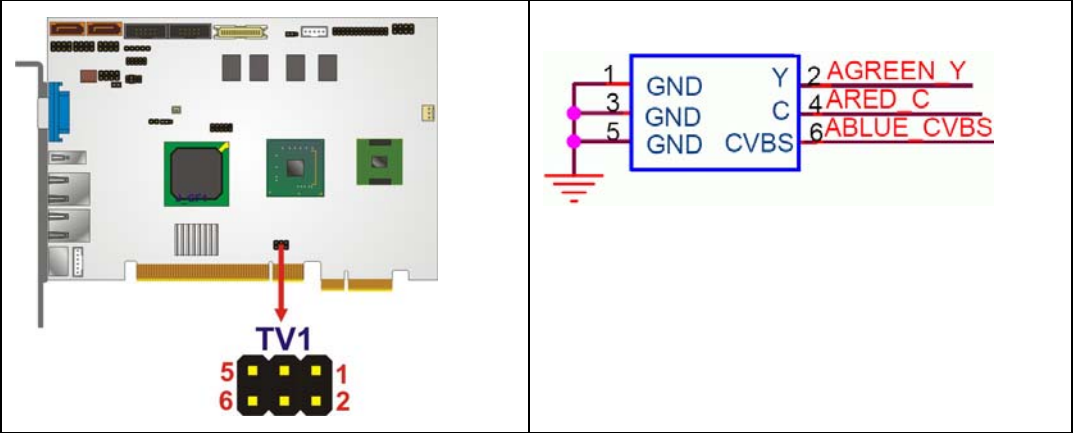 TV1
5 1
6 2
1 GND Y 2 AGREEN_Y
3 GND C 4 ARED_C
5 GND CVBS 6 ABLUE_CVBS